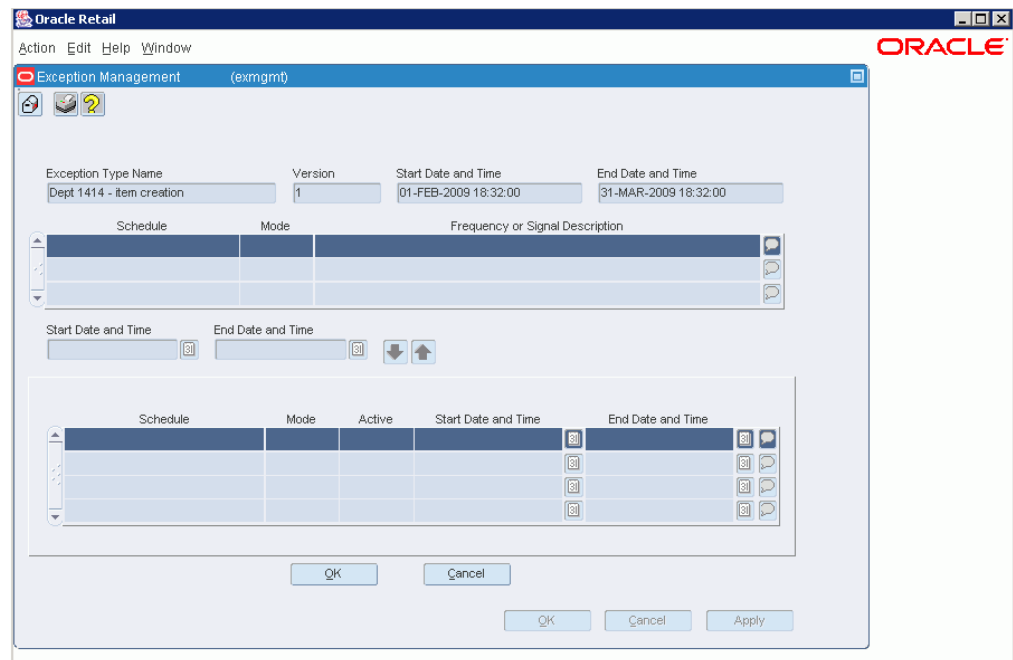 Oracle Retail
Action Edit Help Window
ORACLE
Exception Management (exmgmt)
Exception Type Name Version Start Date and Time End Date and Time
Dept 1414 - item creation 1 01-FEB-2009 18:32:00 31-MAR-2009 18:32:00
Schedule Mode Frequency or Signal Description
Start Date and Time End Date and Time
Schedule Mode Active Start Date and Time End Date and Time
OK Cancel
OK Cancel Apply